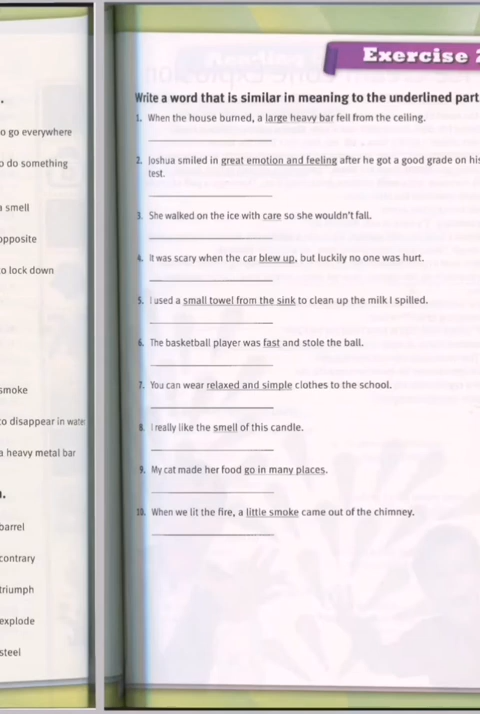 .
o go everywhere
o do something
a smell
opposite
to lock down
smoke
to disappear in water
a heavy metal bar
barrel
contrary
triumph
explode
steel
Exercise 2
Write a word that is similar in meaning to the underlined part
1. When the house burned, a large heavy bar fell from the ceiling.
2. Joshua smiled in great emotion and feeling after he got a good grade on his
test.
3. She walked on the ice with care so she wouldn't fall.
4. It was scary when the car blew up, but luckily no one was hurt.
5. I used a small towel from the sink to clean up the milk I spilled.
6. The basketball player was fast and stole the ball.
7. You can wear relaxed and simple clothes to the school.
8. I really like the smell of this candle.
9. My cat made her food go in many places.
10. When we lit the fire, a little smoke came out of the chimney.